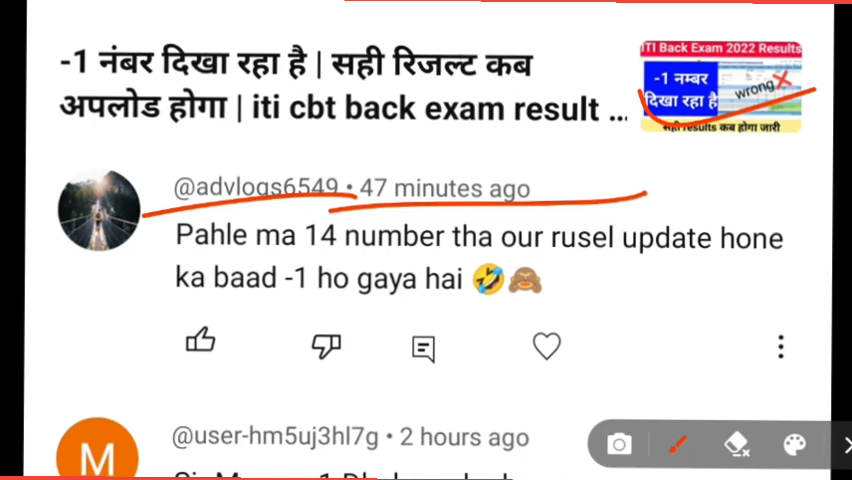 -1 नंबर दिखा रहा है | सही रिजल्ट कब
अपलोड होगा | iti cbt back exam result ...
ITI Back Exam 2022 Results
-1 नम्बर
दिखा रहा है
wrong
सही results कब होगा जारी
@advlogs6549 • 47 minutes ago
Pahle ma 14 number tha our rusel update hone
ka baad -1 ho gaya hai 🤣🙈
M
@user-hm5uj3hl7g • 2 hours ago